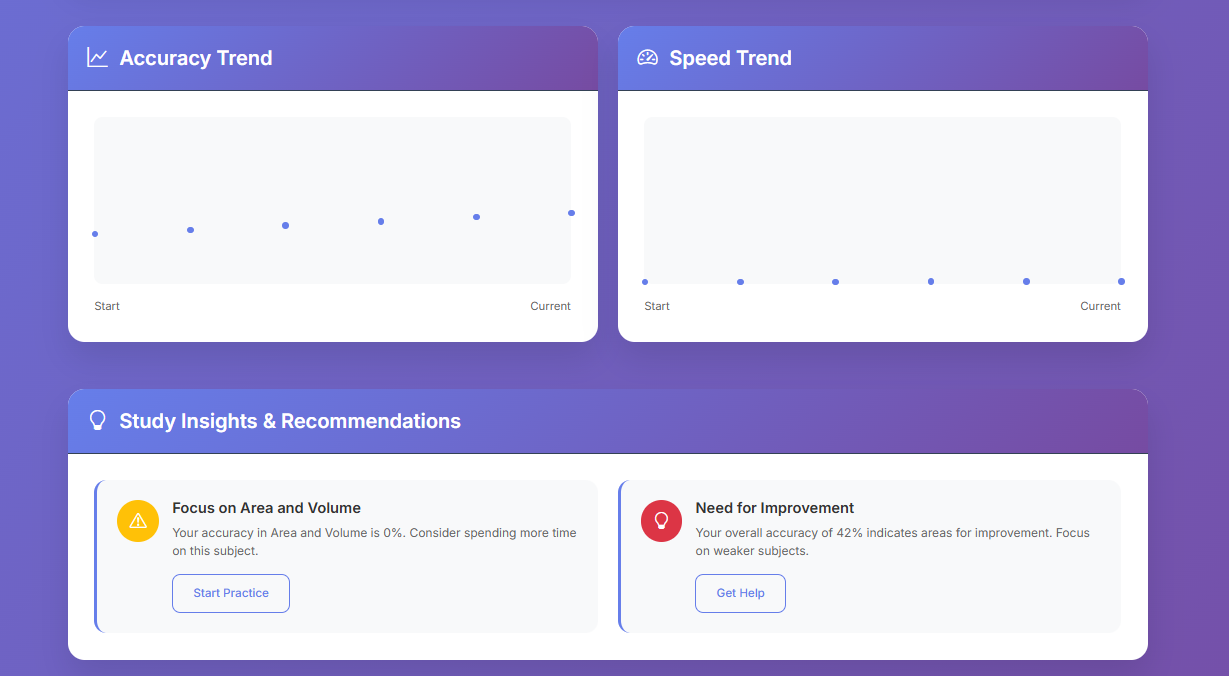 Accuracy Trend
Start
Current
Speed Trend
Start
Current
Study Insights & Recommendations
Focus on Area and Volume
Your accuracy in Area and Volume is 0%. Consider spending more time
on this subject.
Start Practice
Need for Improvement
Your overall accuracy of 42% indicates areas for improvement. Focus
on weaker subjects.
Get Help